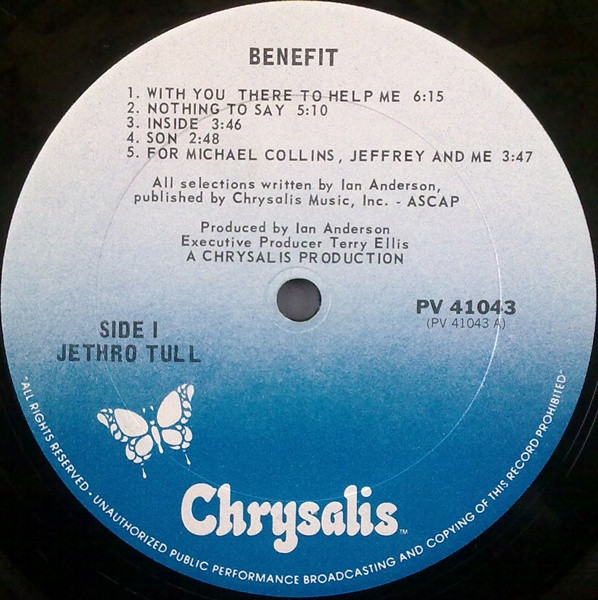 BENEFIT
1. WITH YOU THERE TO HELP ME 6:15
2. NOTHING TO SAY 5:10
3. INSIDE 3:46
4. SON 2:48
5. FOR MICHAEL COLLINS, JEFFREY AND ME 3:47
All selections written by Ian Anderson,
published by Chrysalis Music, Inc. - ASCAP
Produced by Ian Anderson
Executive Producer Terry Ellis
A CHRYSALIS PRODUCTION
PV 41043
(PV 41043 A)
SIDE I
JETHRO TULL
Chrysalis™
-ALL RIGHTS RESERVED - UNAUTHORIZED PUBLIC PERFORMANCE BROADCASTING AND COPYING OF THIS RECORD PROHIBITED-